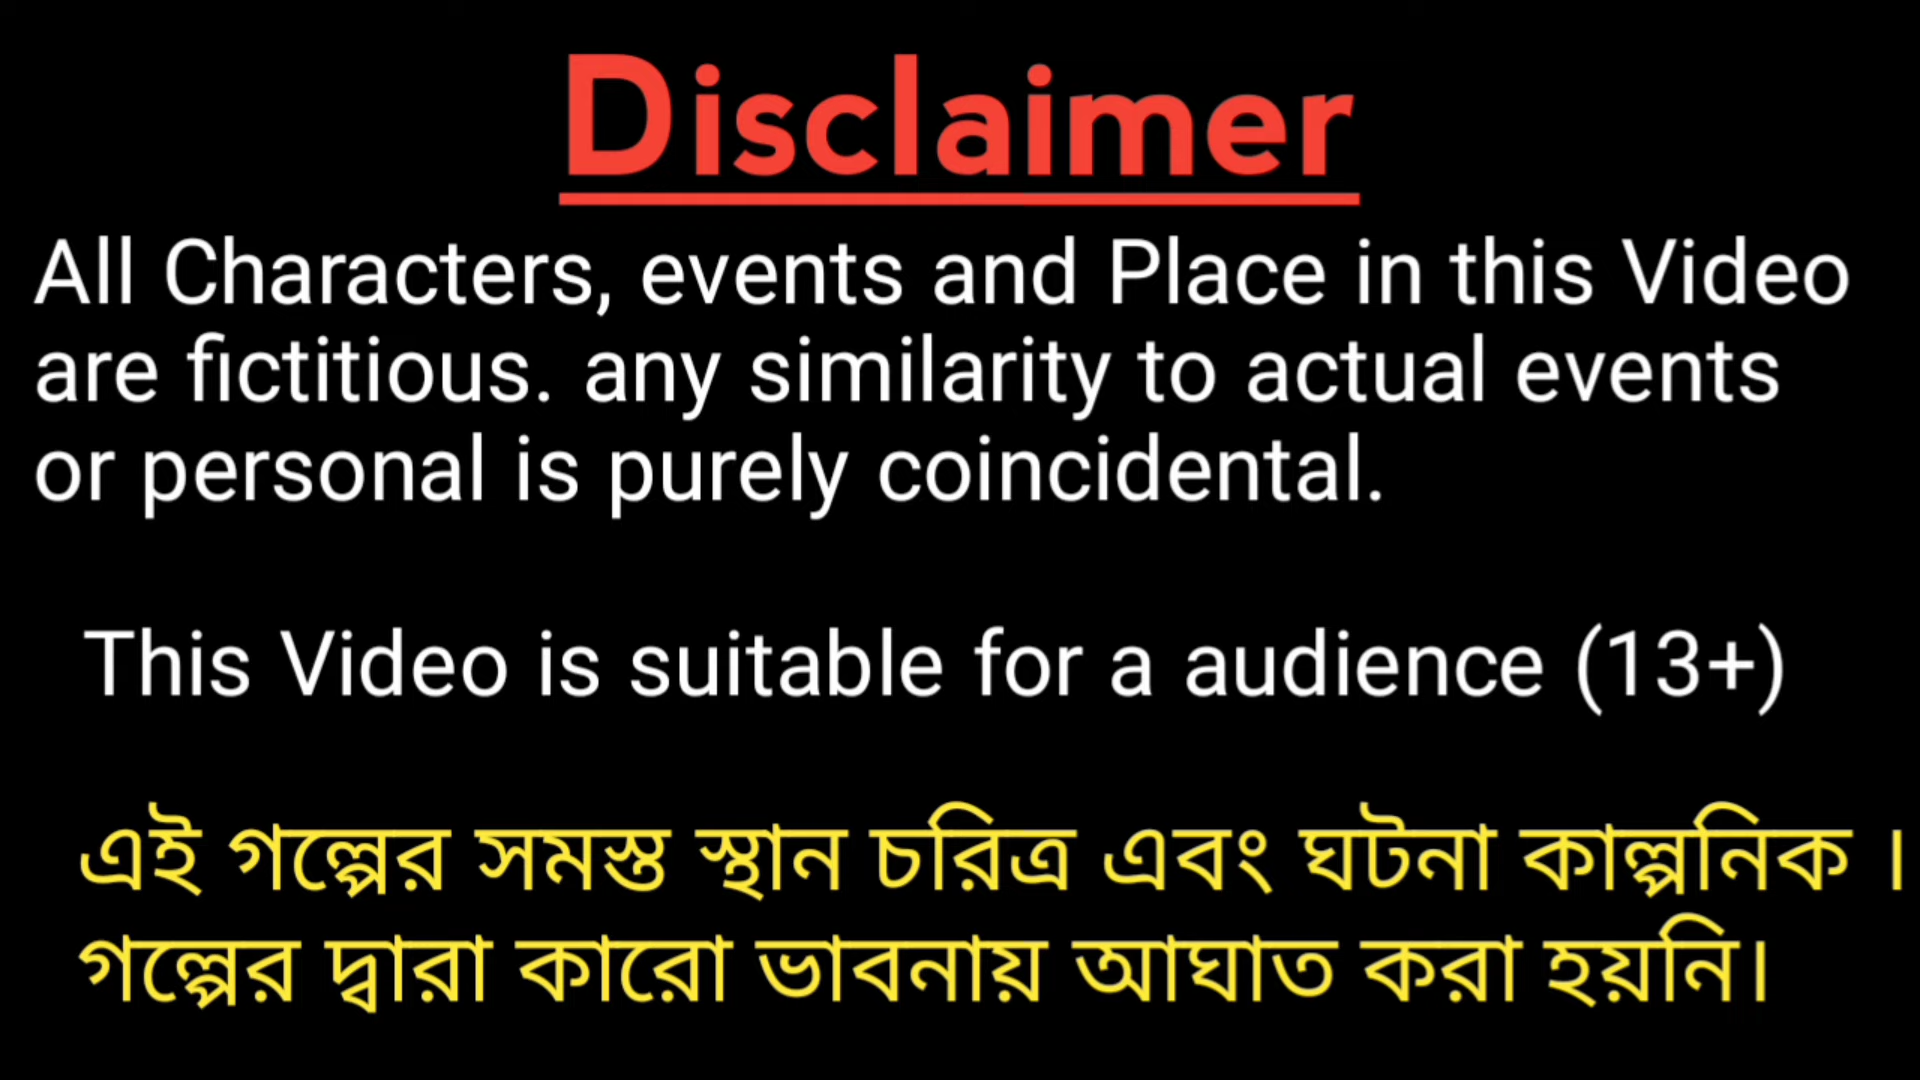 Disclaimer
All Characters, events and Place in this Video
are fictitious. any similarity to actual events
or personal is purely coincidental.
This Video is suitable for a audience (13+)
এই গল্পের সমস্ত স্থান চরিত্র এবং ঘটনা কাল্পনিক ।
গল্পের দ্বারা কারো ভাবনায় আঘাত করা হয়নি।